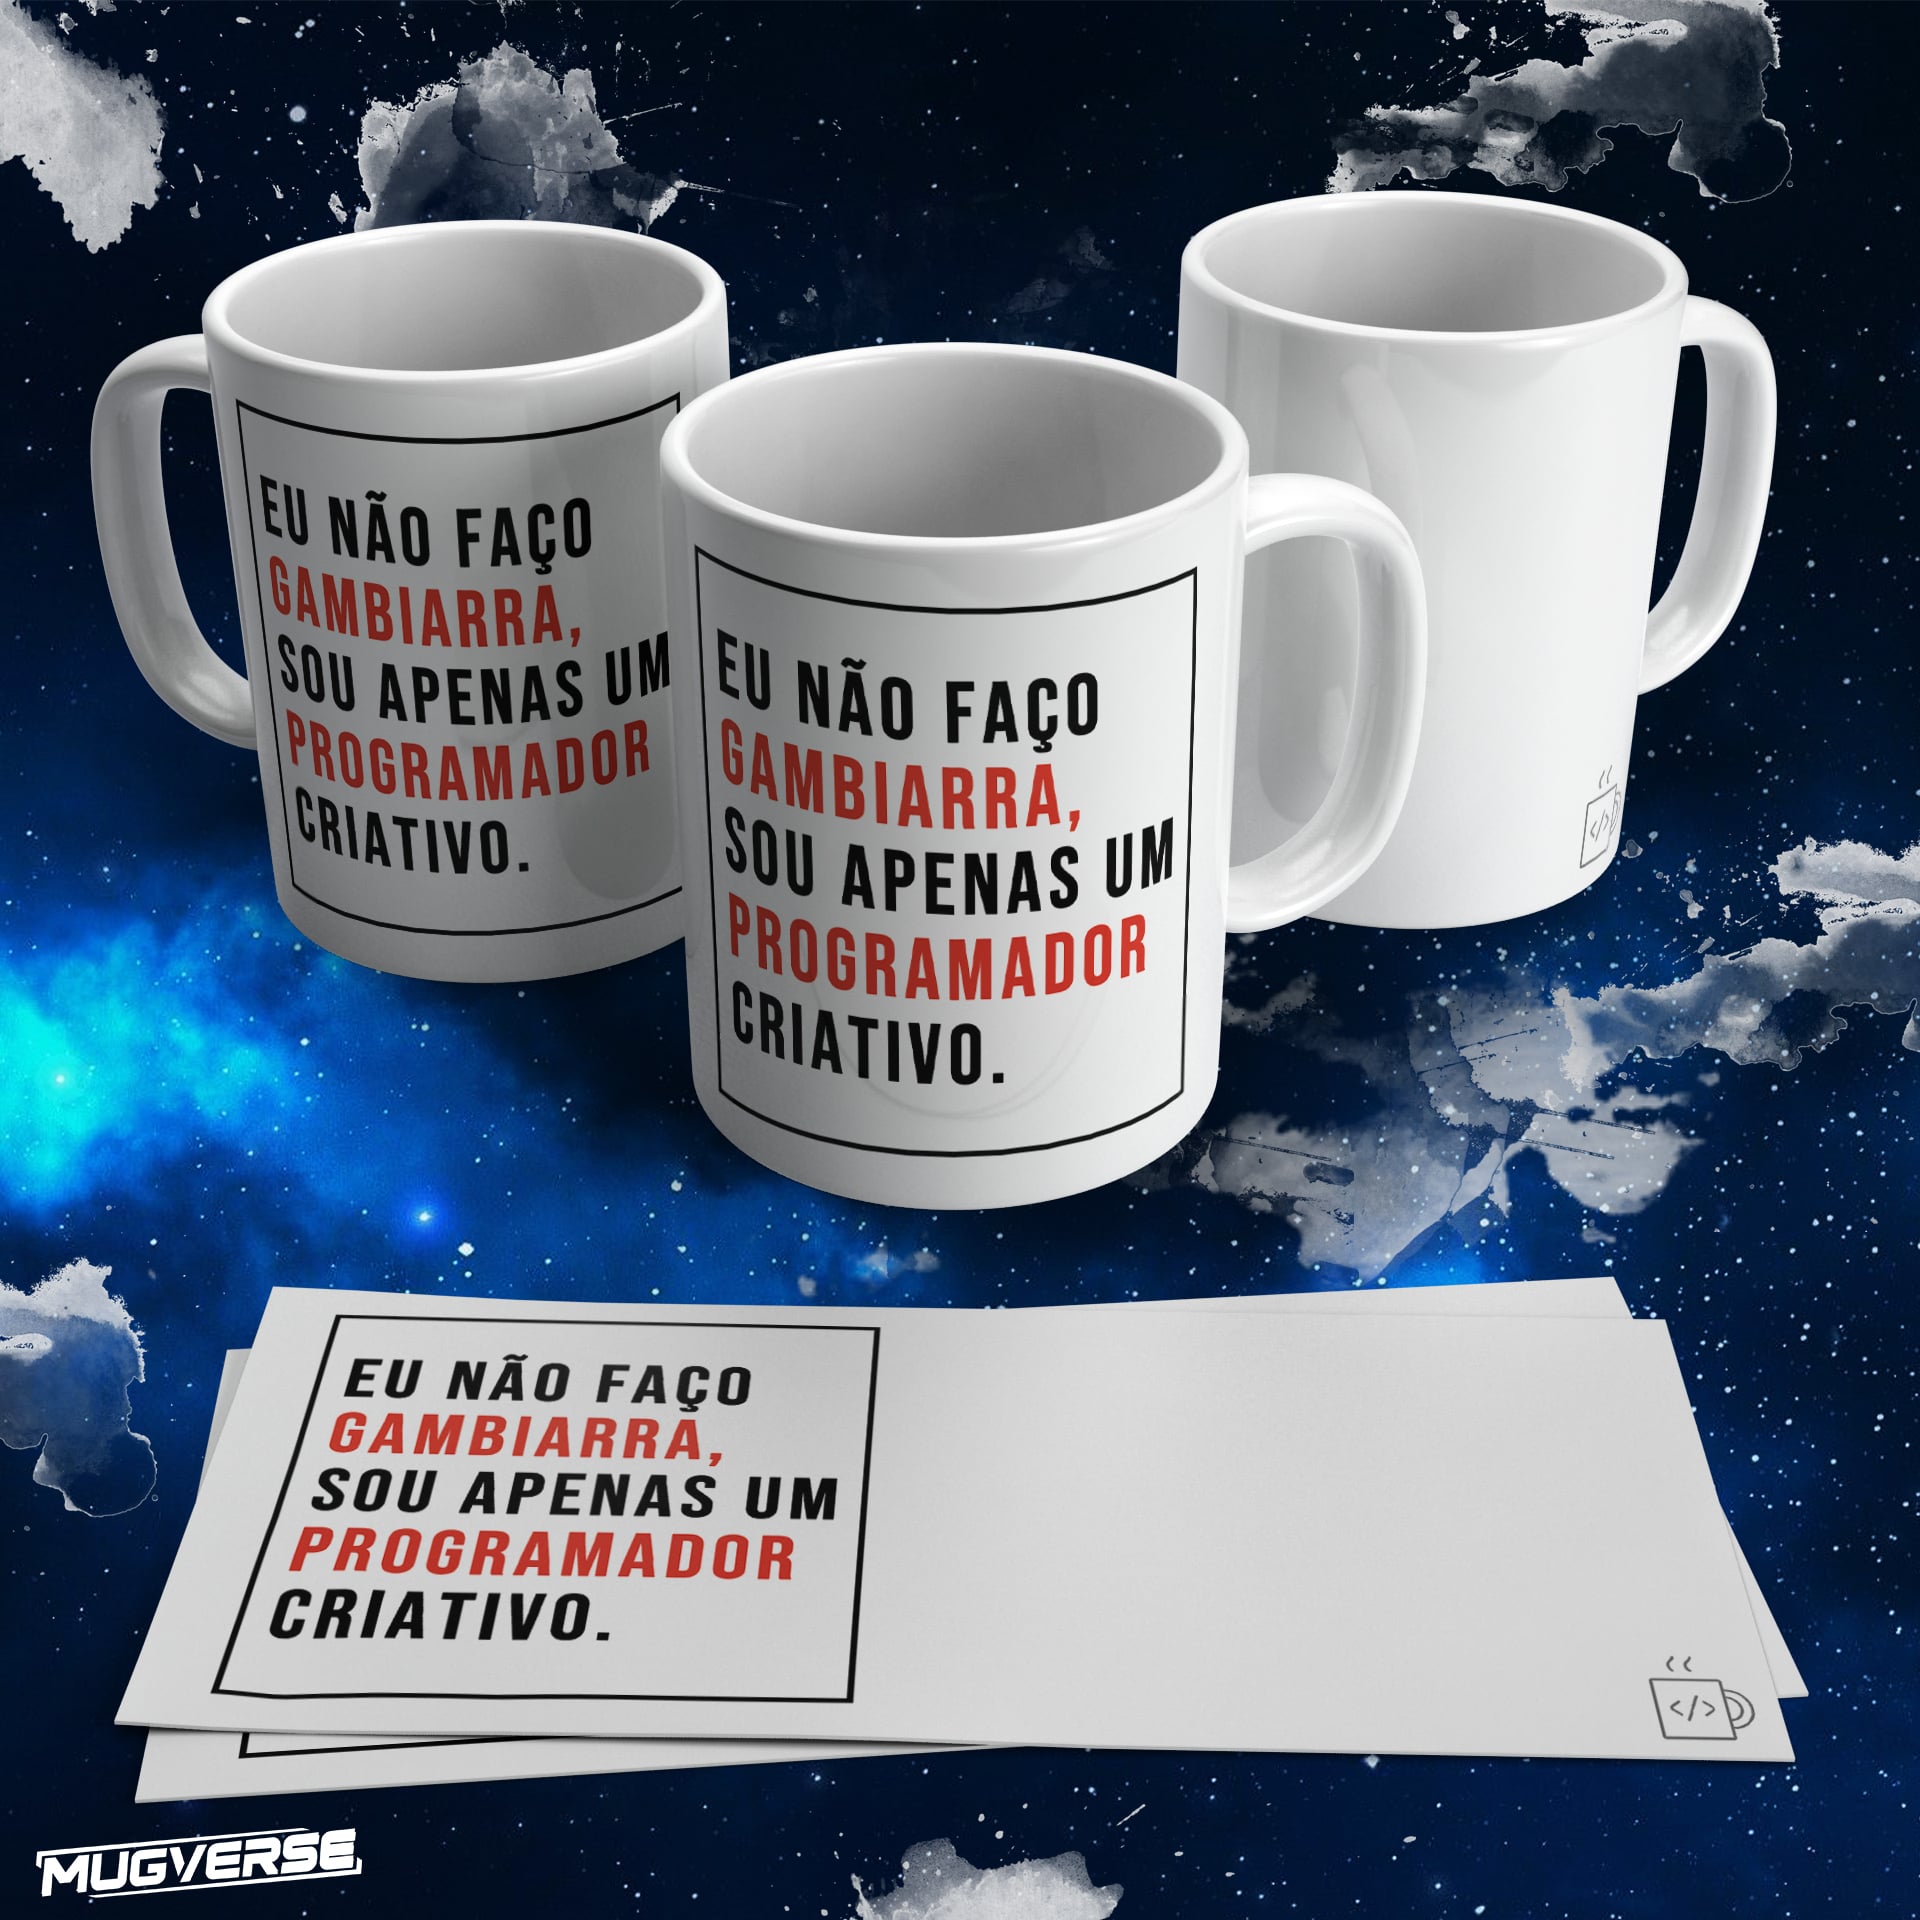 EU NÃO FAÇO
GAMBIARRA,
SOU APENAS UM
PROGRAMADOR
CRIATIVO.
EU NÃO FAÇO
GAMBIARRA,
SOU APENAS UM
PROGRAMADOR
CRIATIVO.
</>
EU NÃO FAÇO
GAMBIARRA,
SOU APENAS UM
PROGRAMADOR
CRIATIVO.
</>
MUGVERSE